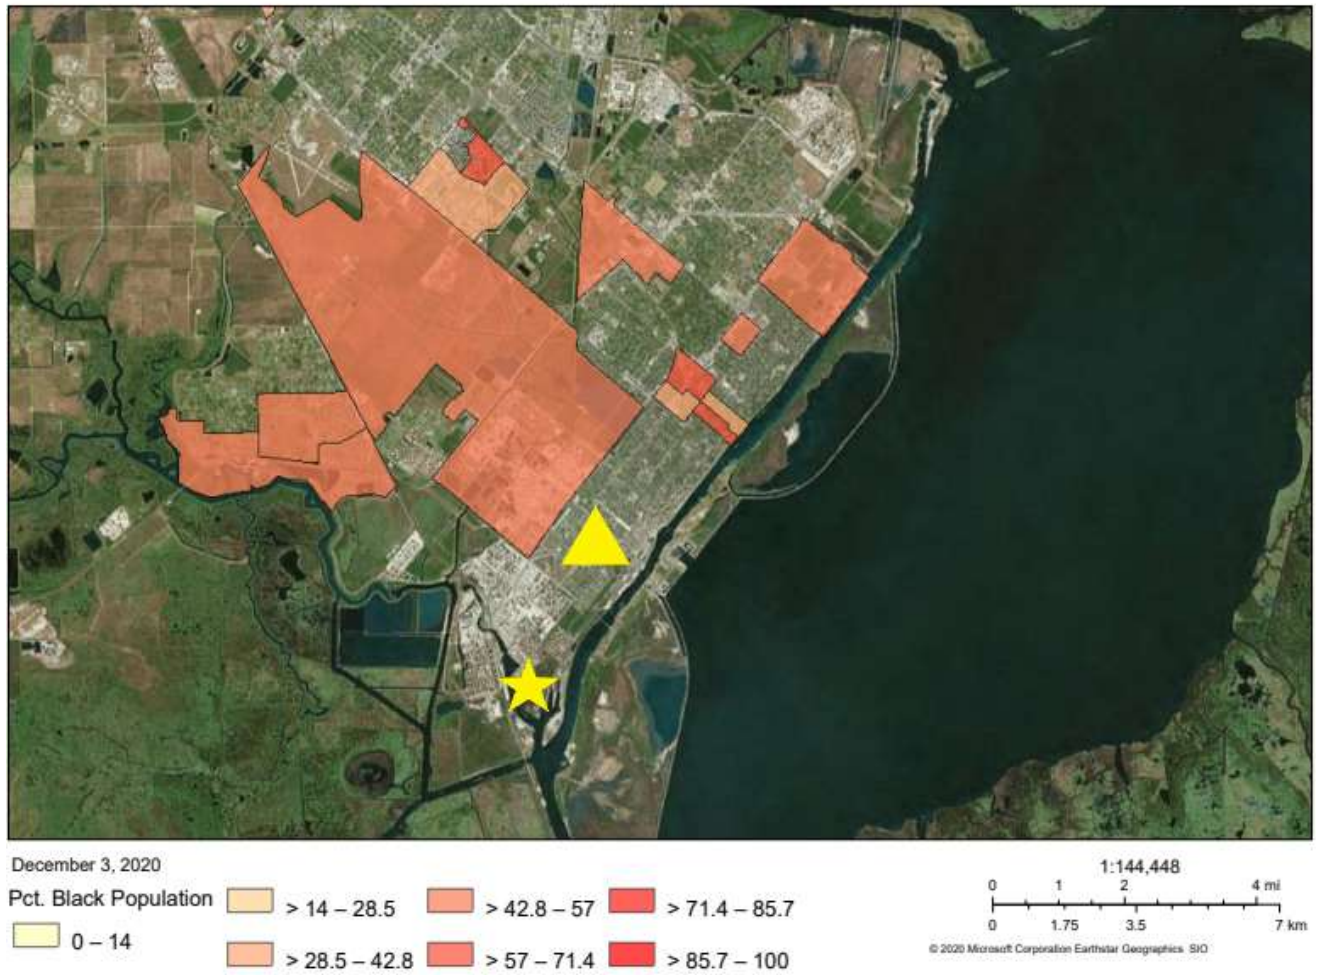 December 3, 2020
Pct. Black Population
0 – 14
> 14 – 28.5
> 28.5 – 42.8
> 42.8 – 57
> 57 – 71.4
> 71.4 – 85.7
> 85.7 – 100
1:144,448
0 1 2 4 mi
0 1.75 3.5 7 km
© 2020 Microsoft Corporation Earthstar Geographics SIO